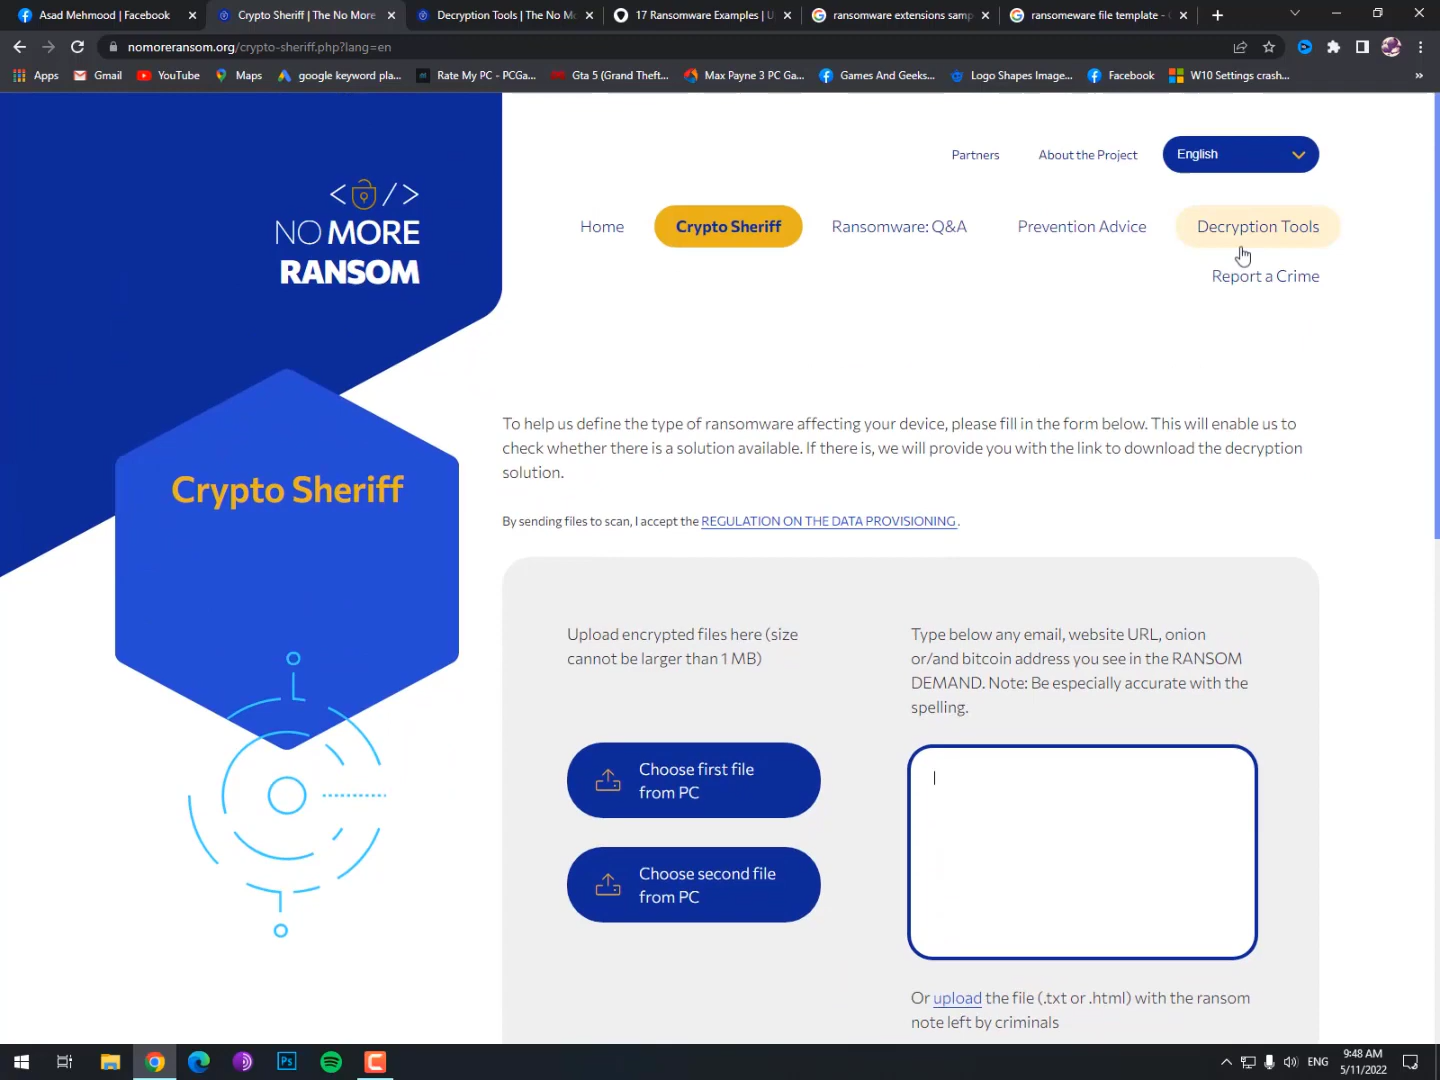 Asad Mehmood | Facebook
Crypto Sheriff | The No More
Decryption Tools | The No M
17 Ransomware Examples | U
ransomware extensions samp
ransomeware file template -
nomoreransom.org/crypto-sheriff.php?lang=en
Apps
Gmail
YouTube
Maps
google keyword pla...
Rate My PC - PCGa...
Gta 5 (Grand Theft...
Max Payne 3 PC Ga...
Games And Geeks...
Logo Shapes Image...
Facebook
W10 Settings crash...
»
Partners
About the Project
English
</>
NO MORE
RANSOM
Home
Crypto Sheriff
Ransomware: Q&A
Prevention Advice
Decryption Tools
Report a Crime
Crypto Sheriff
To help us define the type of ransomware affecting your device, please fill in the form below. This will enable us to
check whether there is a solution available. If there is, we will provide you with the link to download the decryption
solution.
By sending files to scan, I accept the REGULATION ON THE DATA PROVISIONING.
Upload encrypted files here (size
cannot be larger than 1 MB)
Choose first file
from PC
Choose second file
from PC
Type below any email, website URL, onion
or/and bitcoin address you see in the RANSOM
DEMAND. Note: Be especially accurate with the
spelling.
Or upload the file (.txt or .html) with the ransom
note left by criminals
Ps
ENG
9:48 AM
5/11/2022